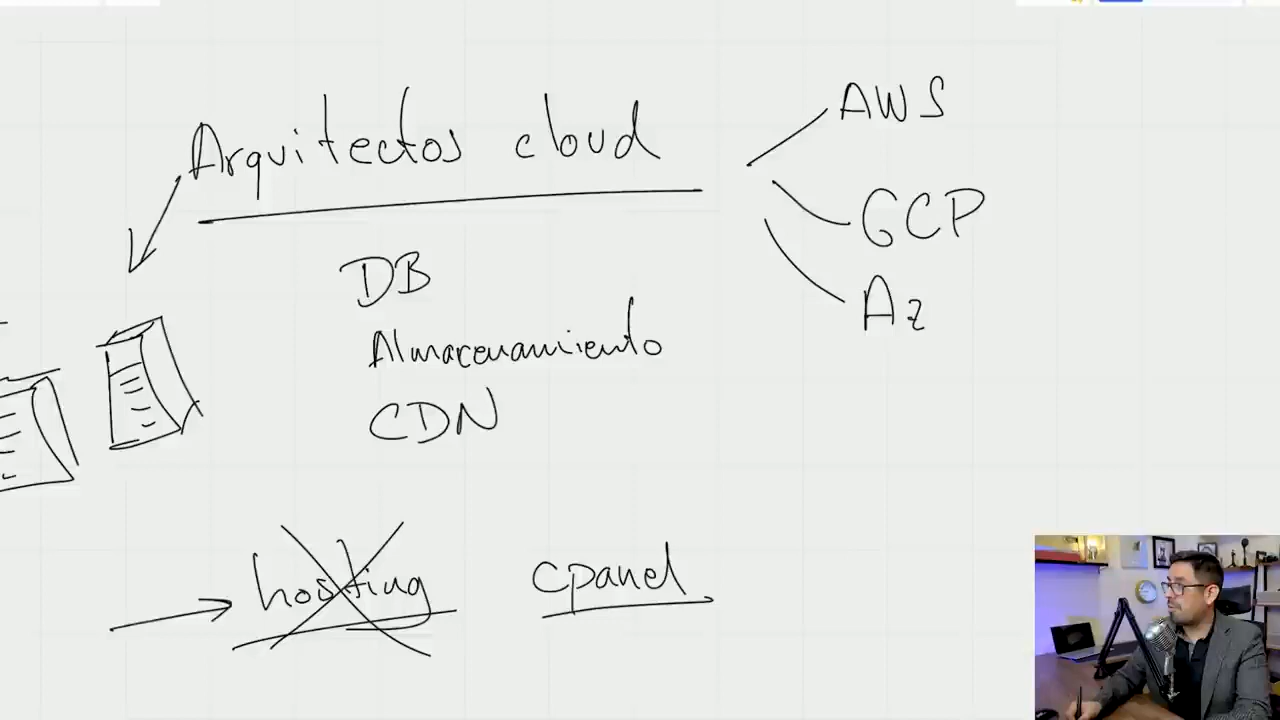 Arquitectos cloud
AWS
GCP
Az
DB
Almacenamiento
CDN
hosting
cpanel